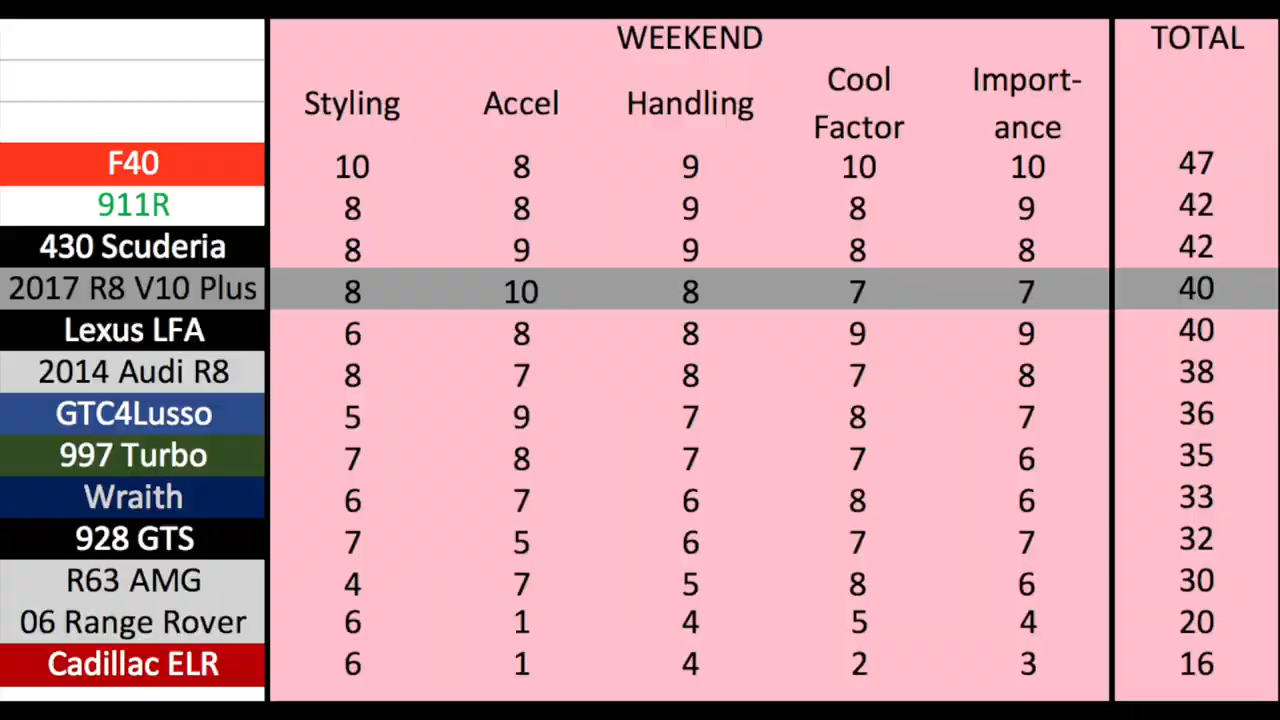 WEEKEND TOTAL
Styling Accel Handling Cool Factor Import-ance
F40 10 8 9 10 10 47
911R 8 8 9 8 9 42
430 Scuderia 8 9 9 8 8 42
2017 R8 V10 Plus 8 10 8 7 7 40
Lexus LFA 6 8 8 9 9 40
2014 Audi R8 8 7 8 7 8 38
GTC4Lusso 5 9 7 8 7 36
997 Turbo 7 8 7 7 6 35
Wraith 6 7 6 8 6 33
928 GTS 7 5 6 7 7 32
R63 AMG 4 7 5 8 6 30
06 Range Rover 6 1 4 5 4 20
Cadillac ELR 6 1 4 2 3 16